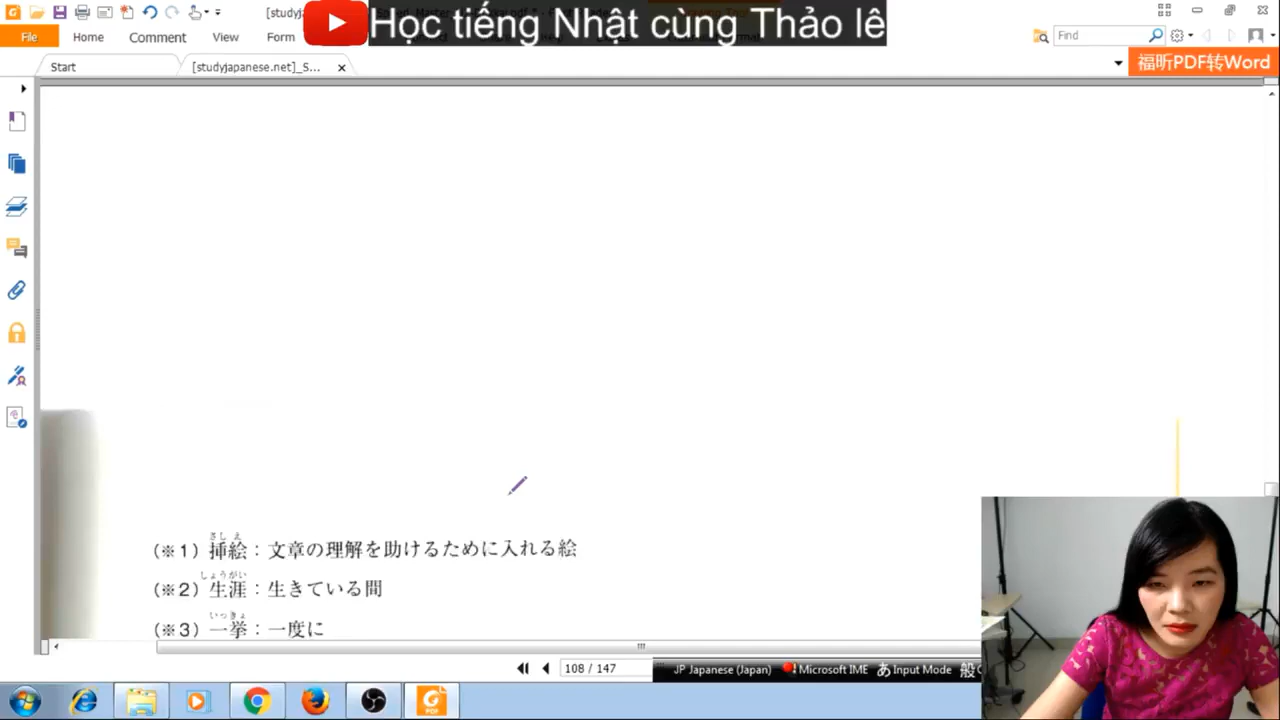 [studyja
Học tiếng Nhật cùng Thảo lê
File
Home
Comment
View
Form
Find
Start
[studyjapanese.net]_S...
福昕PDF转Word
さしえ
(※1) 挿絵：文章の理解を助けるために入れる絵
しょうがい
(※2) 生涯：生きている間
いっきょ
(※3) 一挙：一度に
108 / 147
JP Japanese (Japan)
Microsoft IME
あ Input Mode
般
PDF